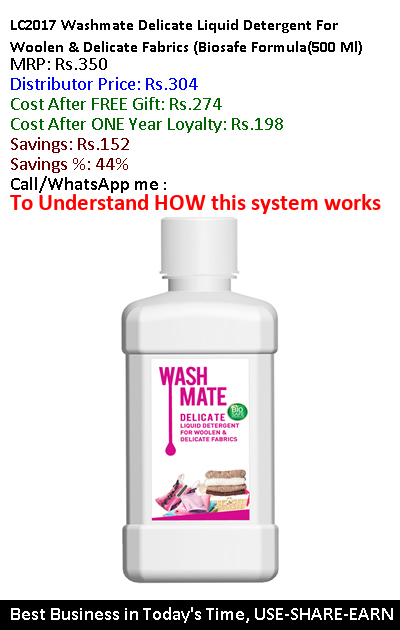 LC2017 Washmate Delicate Liquid Detergent For
Woolen & Delicate Fabrics (Biosafe Formula(500 Ml)
MRP: Rs.350
Distributor Price: Rs.304
Cost After FREE Gift: Rs.274
Cost After ONE Year Loyalty: Rs.198
Savings: Rs.152
Savings %: 44%
Call/WhatsApp me :
To Understand HOW this system works
WASH
MATE
DELICATE
Bio
SAFE
LIQUID DETERGENT
FOR WOOLEN &
DELICATE FABRICS
Best Business in Today's Time, USE-SHARE-EARN